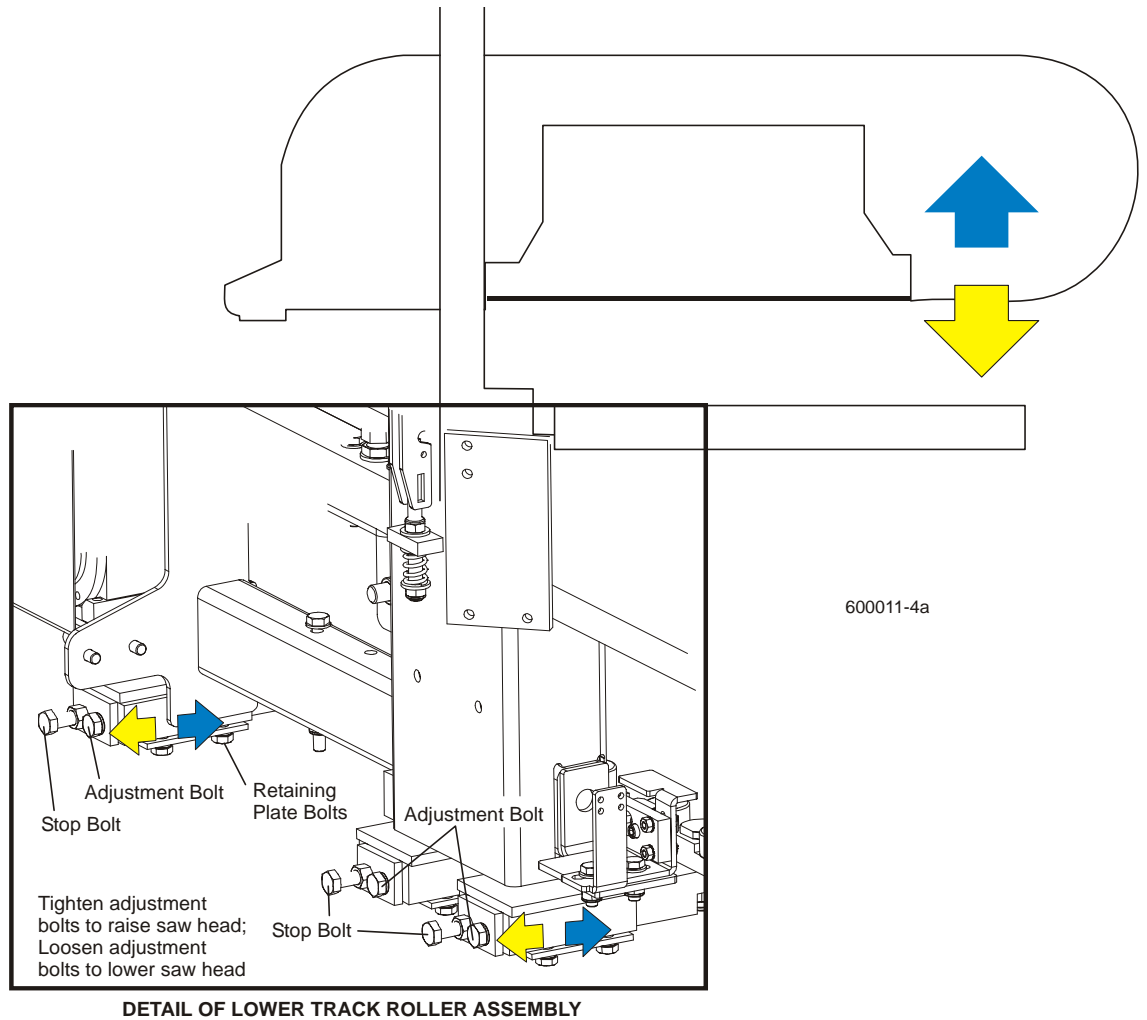 600011-4a
Adjustment Bolt
Stop Bolt
Retaining
Plate Bolts
Adjustment Bolt
Stop Bolt
Tighten adjustment
bolts to raise saw head;
Loosen adjustment
bolts to lower saw head
DETAIL OF LOWER TRACK ROLLER ASSEMBLY